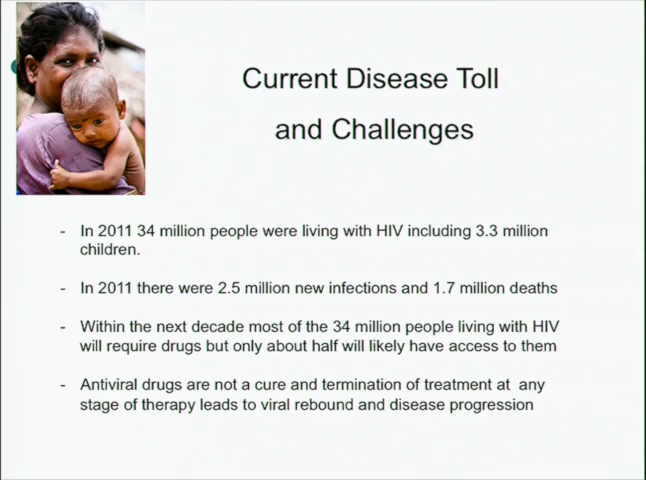 Current Disease Toll
and Challenges
- In 2011 34 million people were living with HIV including 3.3 million
children.
- In 2011 there were 2.5 million new infections and 1.7 million deaths
- Within the next decade most of the 34 million people living with HIV
will require drugs but only about half will likely have access to them
- Antiviral drugs are not a cure and termination of treatment at any
stage of therapy leads to viral rebound and disease progression